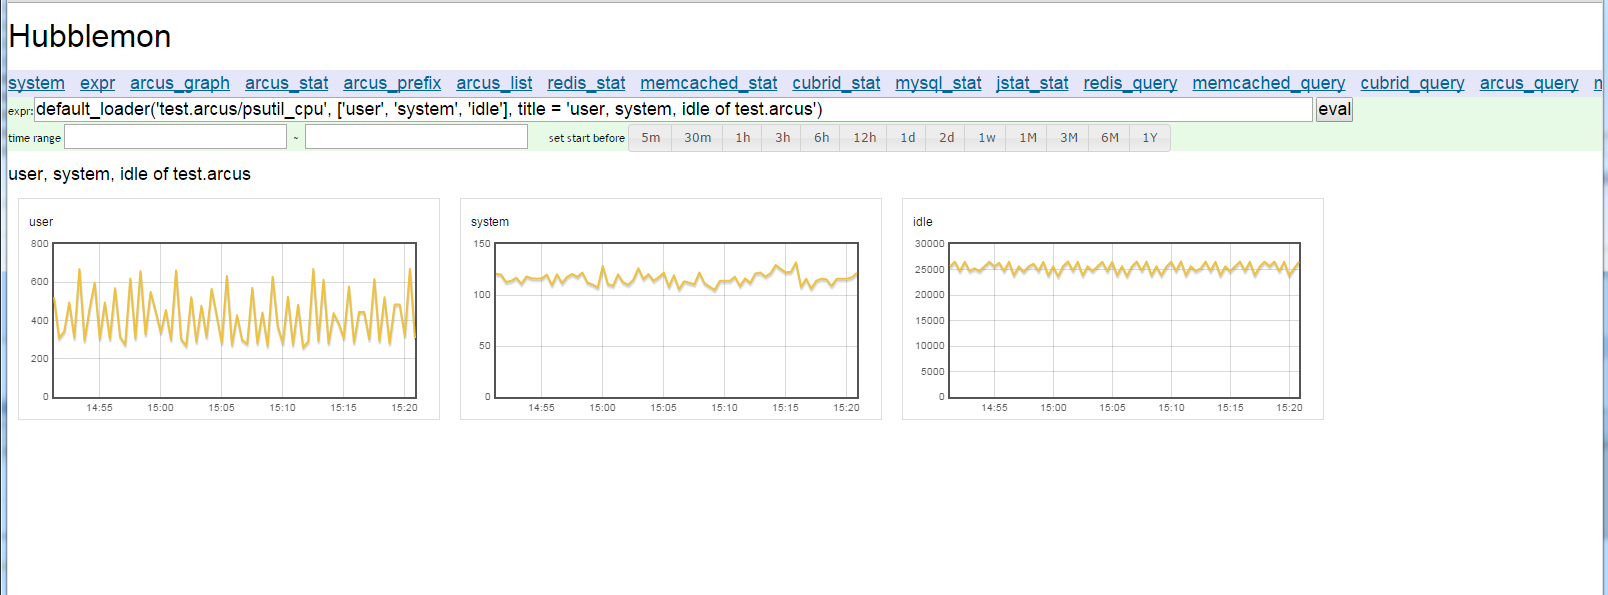 Hubblemon
system expr arcus_graph arcus_stat arcus_prefix arcus_list redis_stat memcached_stat cubrid_stat mysql_stat jstat_stat redis_query memcached_query cubrid_query arcus_query
expr: default_loader('test.arcus/psutil_cpu', ['user', 'system', 'idle'], title = 'user, system, idle of test.arcus') eval
time range ~ set start before 5m 30m 1h 3h 6h 12h 1d 2d 1w 1M 3M 6M 1Y
user, system, idle of test.arcus
user
800
600
400
200
0
14:55 15:00 15:05 15:10 15:15 15:20
system
150
100
50
0
14:55 15:00 15:05 15:10 15:15 15:20
idle
30000
25000
20000
15000
10000
5000
0
14:55 15:00 15:05 15:10 15:15 15:20